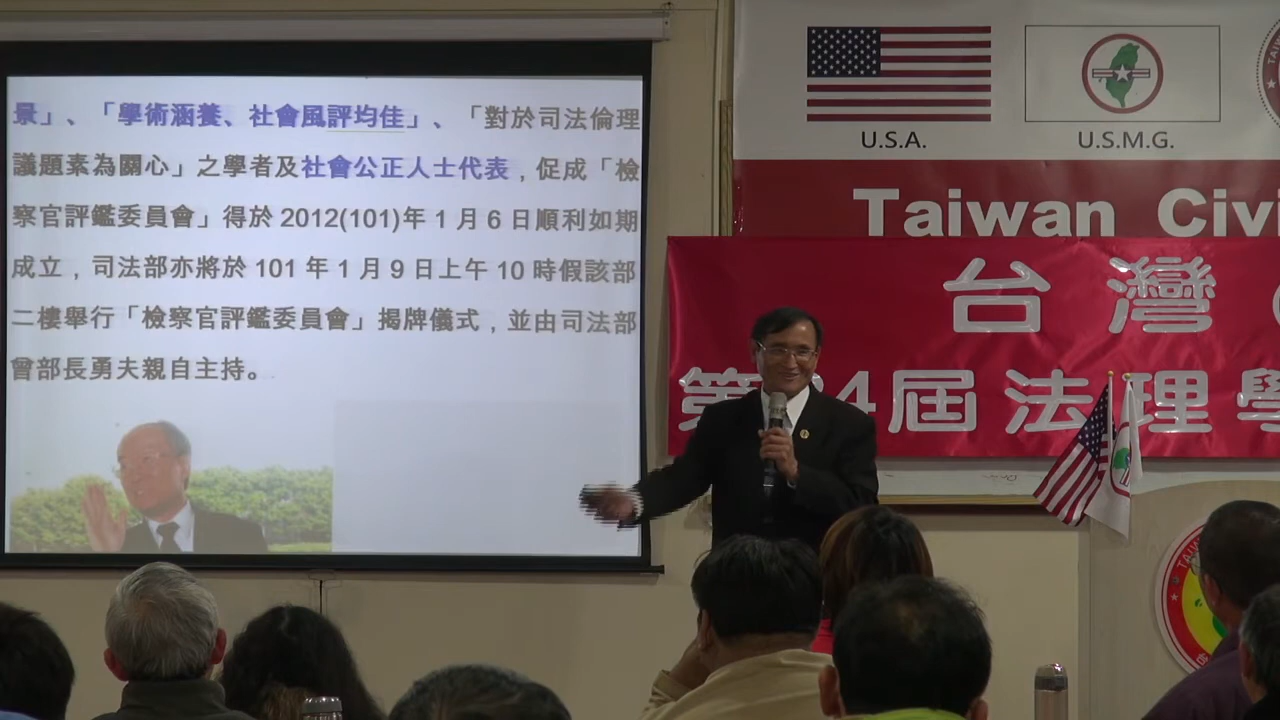 景」、「學術涵養、社會風評均佳」、「對於司法倫理
議題素為關心」之學者及社會公正人士代表，促成「檢
察官評鑑委員會」得於 2012(101)年 1 月 6 日順利如期
成立，司法部亦將於 101 年 1 月 9 日上午 10 時假該部
二樓舉行「檢察官評鑑委員會」揭牌儀式，並由司法部
曾部長勇夫親自主持。
U.S.A.
U.S.M.G.
Taiwan Civi
台灣
第 4屆法理學